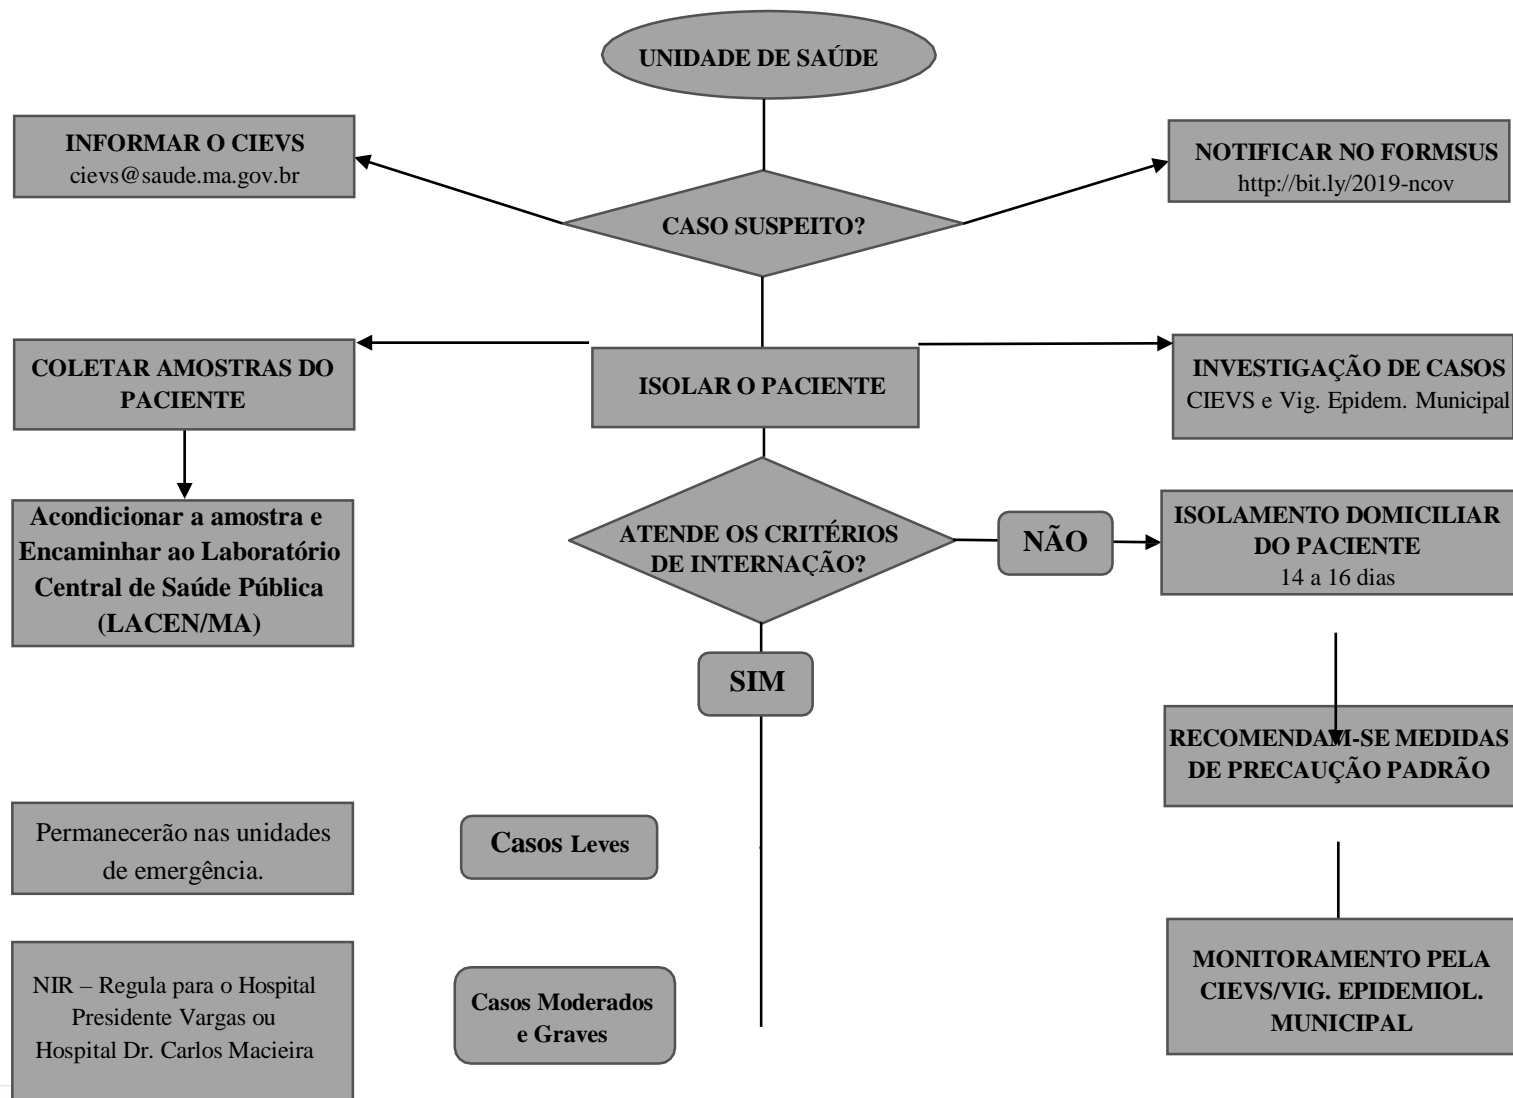 UNIDADE DE SAÚDE
INFORMAR O CIEVS
cievs@saude.ma.gov.br
NOTIFICAR NO FORMSUS
http://bit.ly/2019-ncov
CASO SUSPEITO?
COLETAR AMOSTRAS DO
PACIENTE
ISOLAR O PACIENTE
INVESTIGAÇÃO DE CASOS
CIEVS e Vig. Epidem. Municipal
Acondicionar a amostra e
Encaminhar ao Laboratório
Central de Saúde Pública
(LACEN/MA)
ATENDE OS CRITÉRIOS
DE INTERNAÇÃO?
NÃO
ISOLAMENTO DOMICILIAR
DO PACIENTE
14 a 16 dias
SIM
RECOMENDAM-SE MEDIDAS
DE PRECAUÇÃO PADRÃO
Permanecerão nas unidades
de emergência.
Casos Leves
NIR – Regula para o Hospital
Presidente Vargas ou
Hospital Dr. Carlos Macieira
Casos Moderados
e Graves
MONITORAMENTO PELA
CIEVS/VIG. EPIDEMIOL.
MUNICIPAL